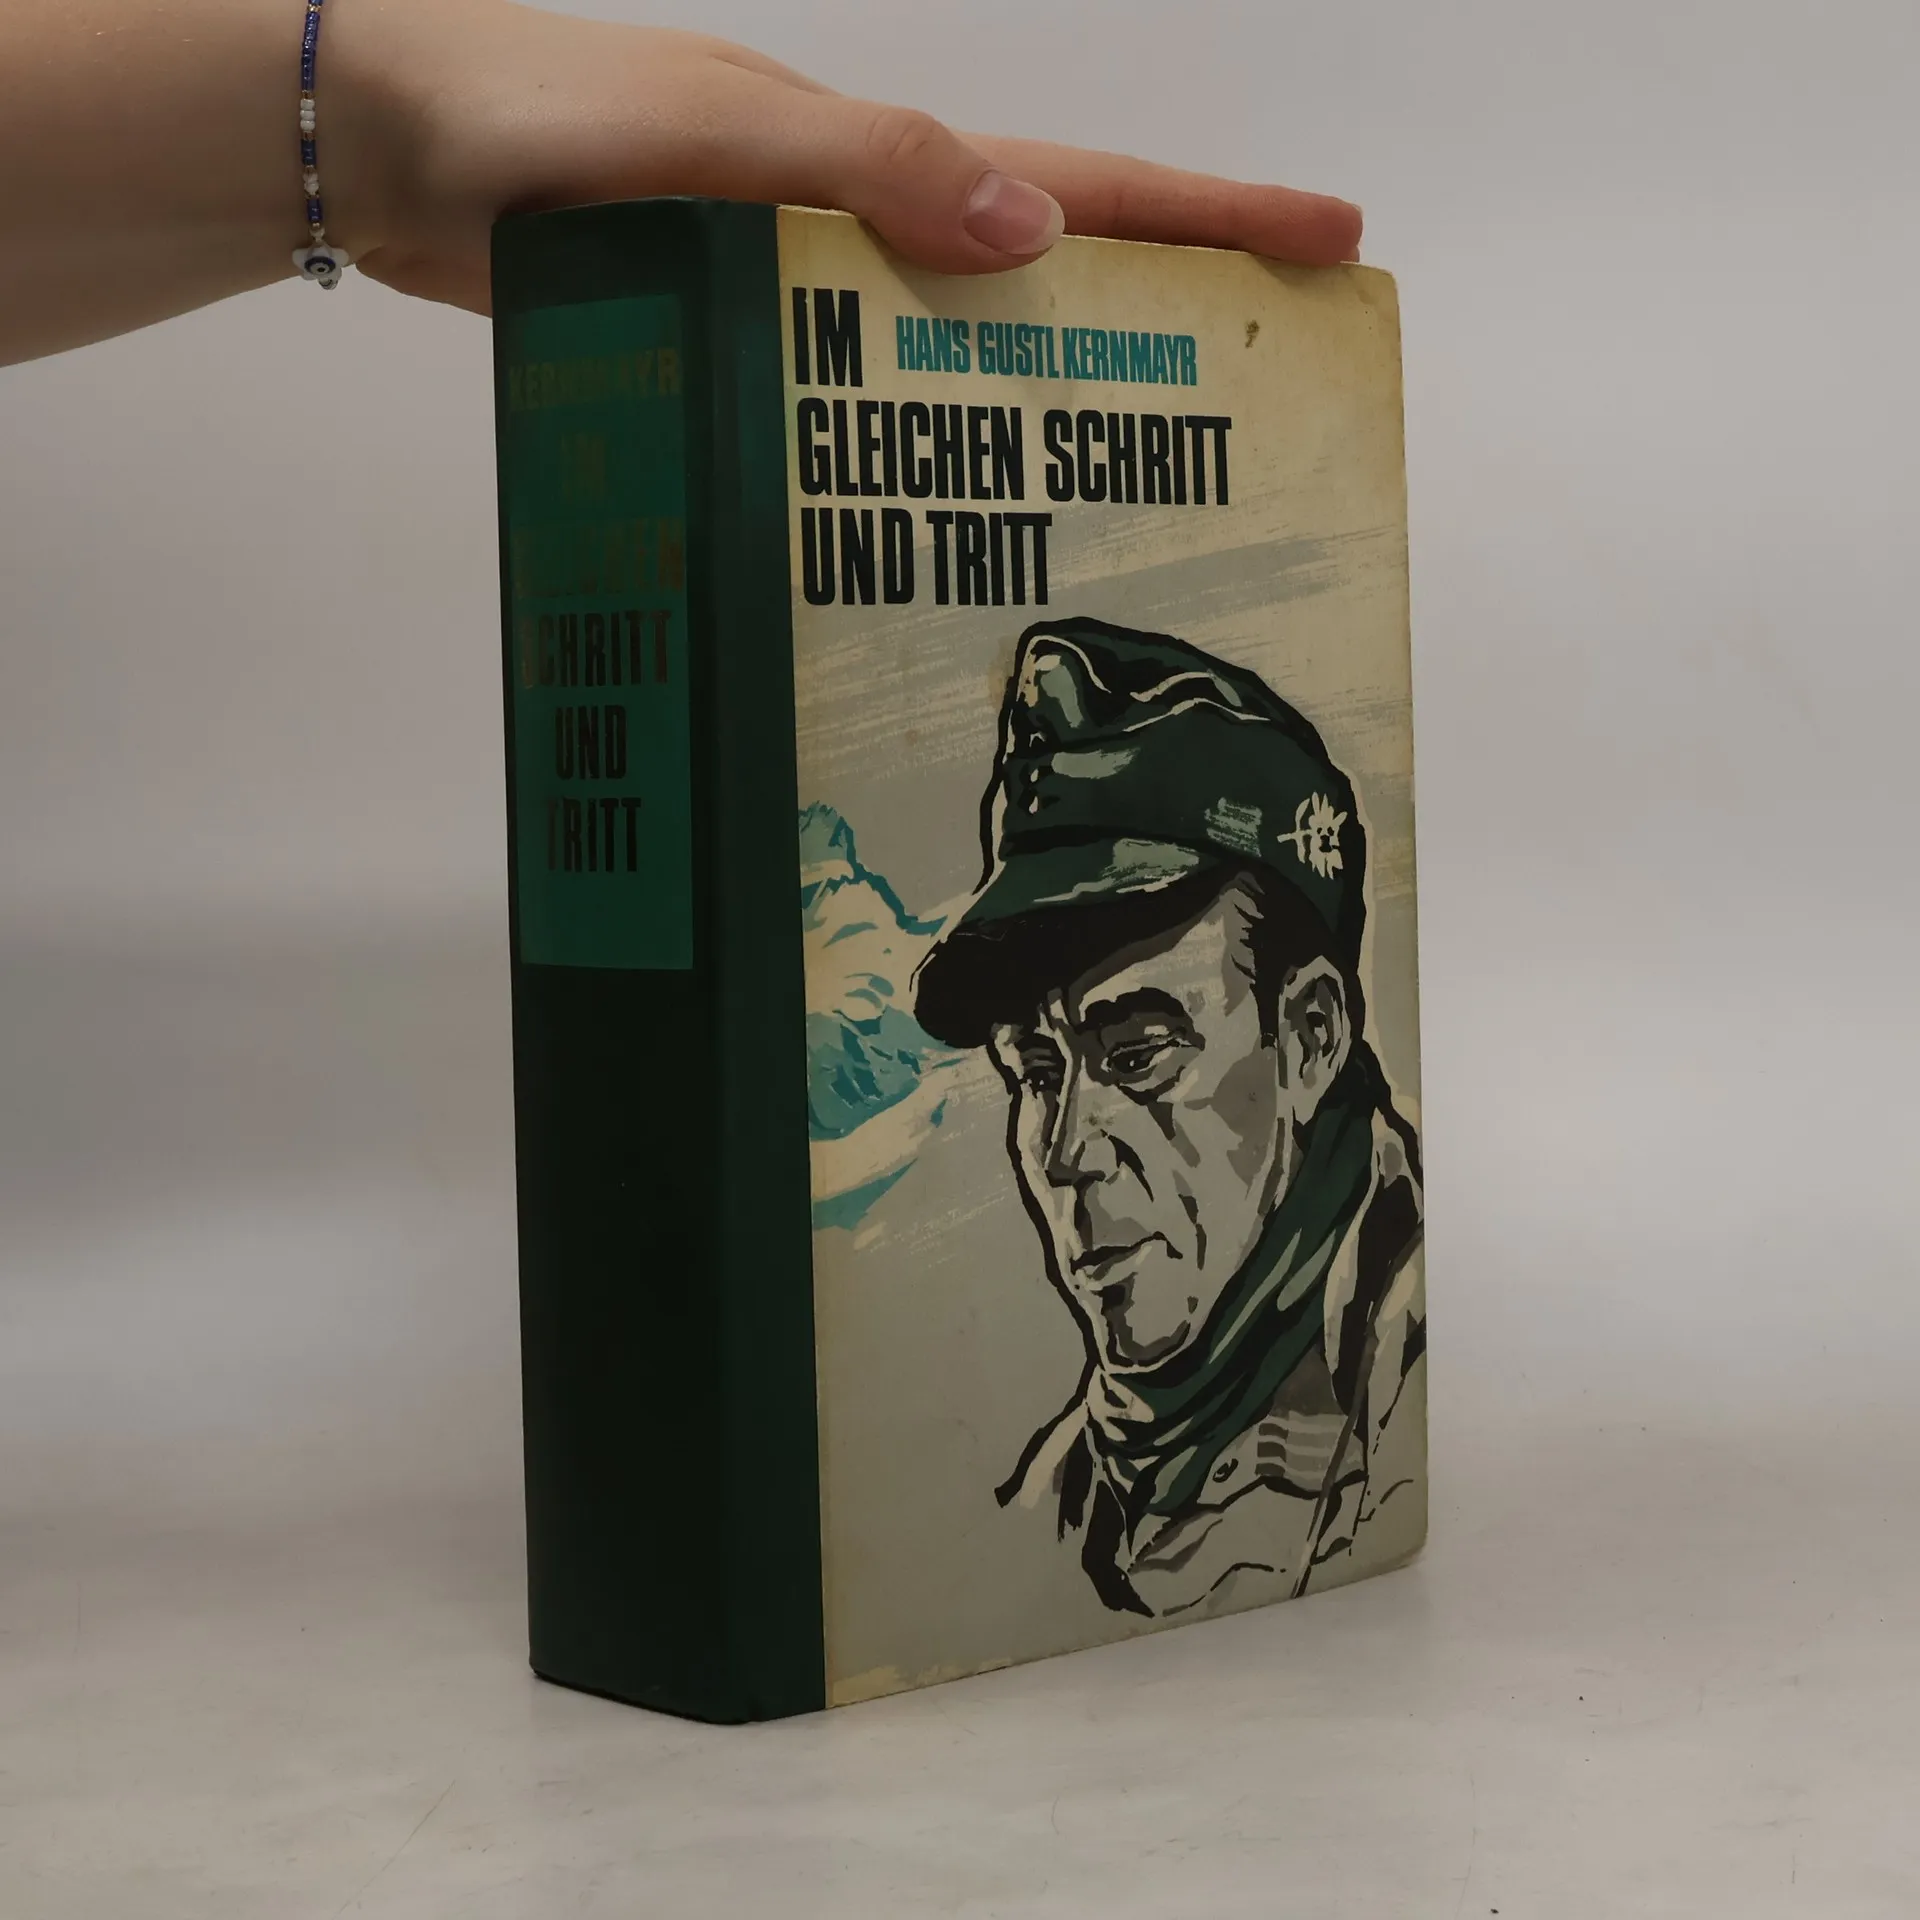 KERNMAYR
IM
GLEICHEN
SCHRITT
UND
TRITT
IM
HANS GUSTL KERNMAYR
GLEICHEN SCHRITT
UND TRITT